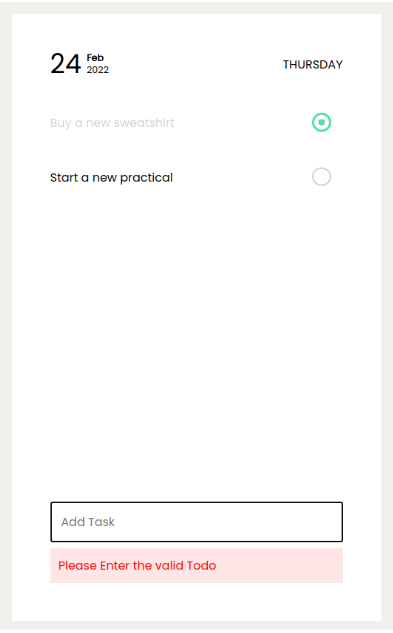 24 Feb
2022
THURSDAY
Buy a new sweatshirt
Start a new practical
Add Task
Please Enter the valid Todo